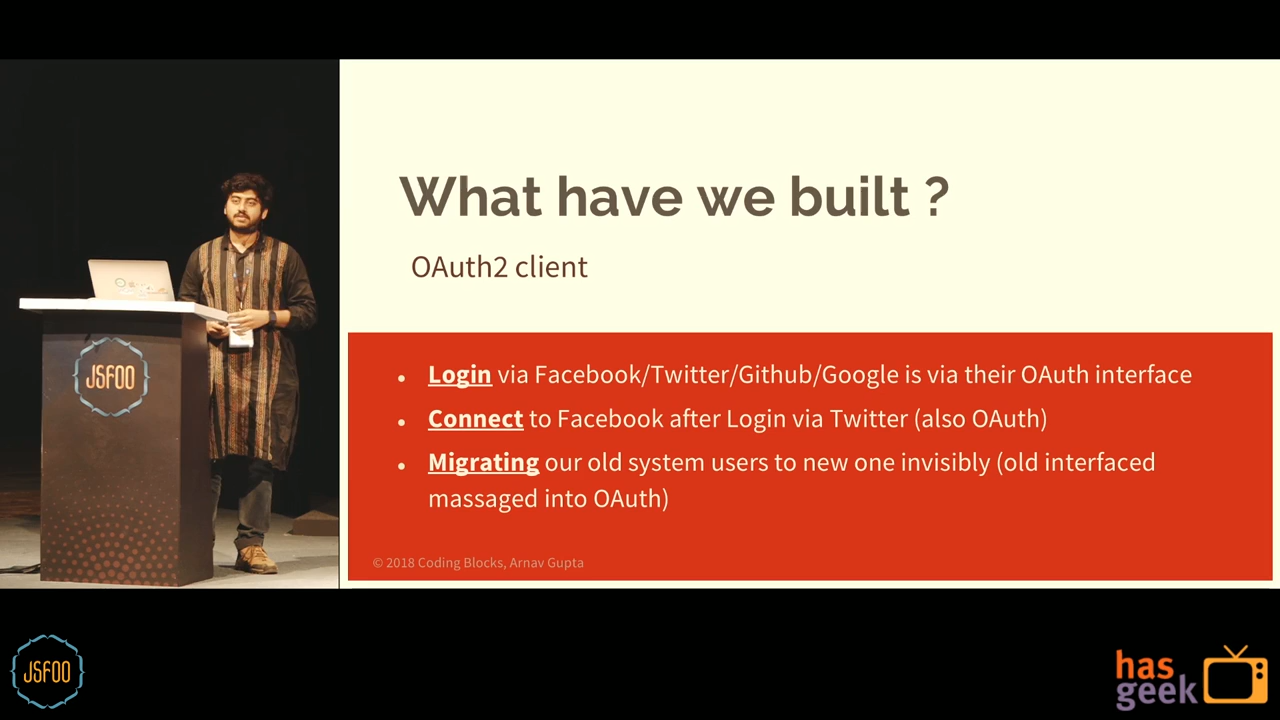 What have we built ?
OAuth2 client
Login via Facebook/Twitter/Github/Google is via their OAuth interface
Connect to Facebook after Login via Twitter (also OAuth)
Migrating our old system users to new one invisibly (old interfaced
massaged into OAuth)
© 2018 Coding Blocks, Arnav Gupta
JSFOO
JSFOO
has
geek